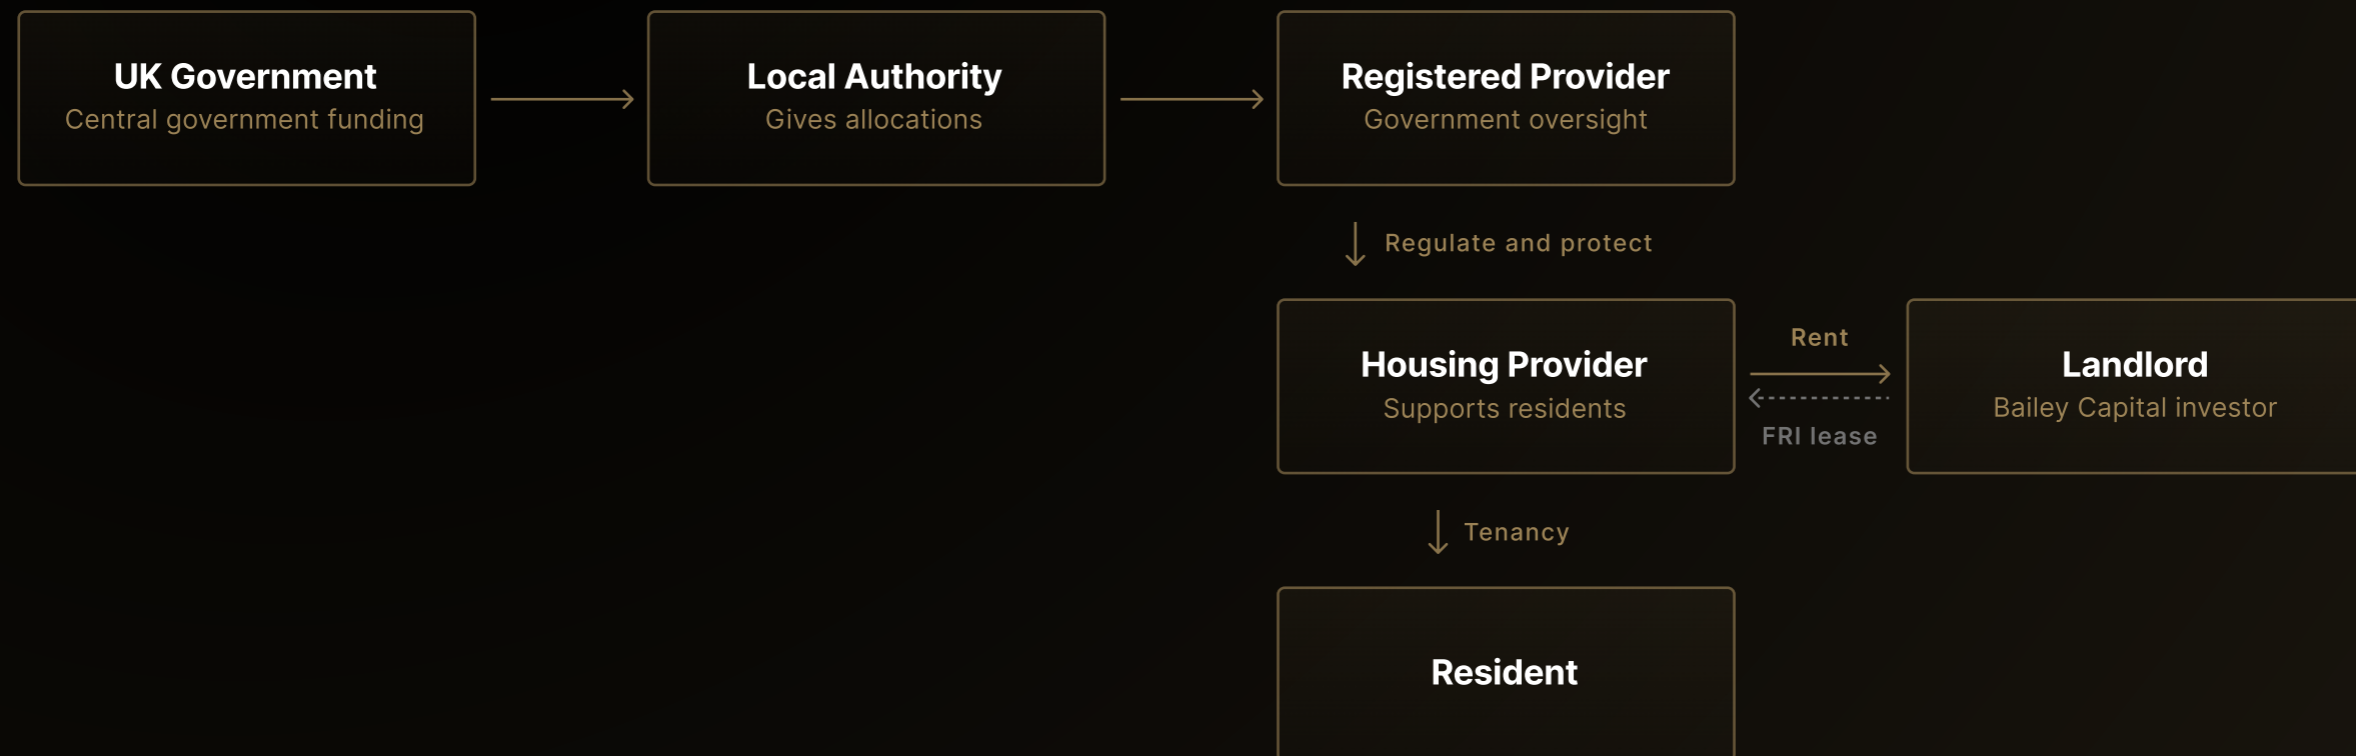 UK Government
Central government funding
Local Authority
Gives allocations
Registered Provider
Government oversight
Regulate and protect
Housing Provider
Supports residents
Rent
FRI lease
Landlord
Bailey Capital investor
Tenancy
Resident